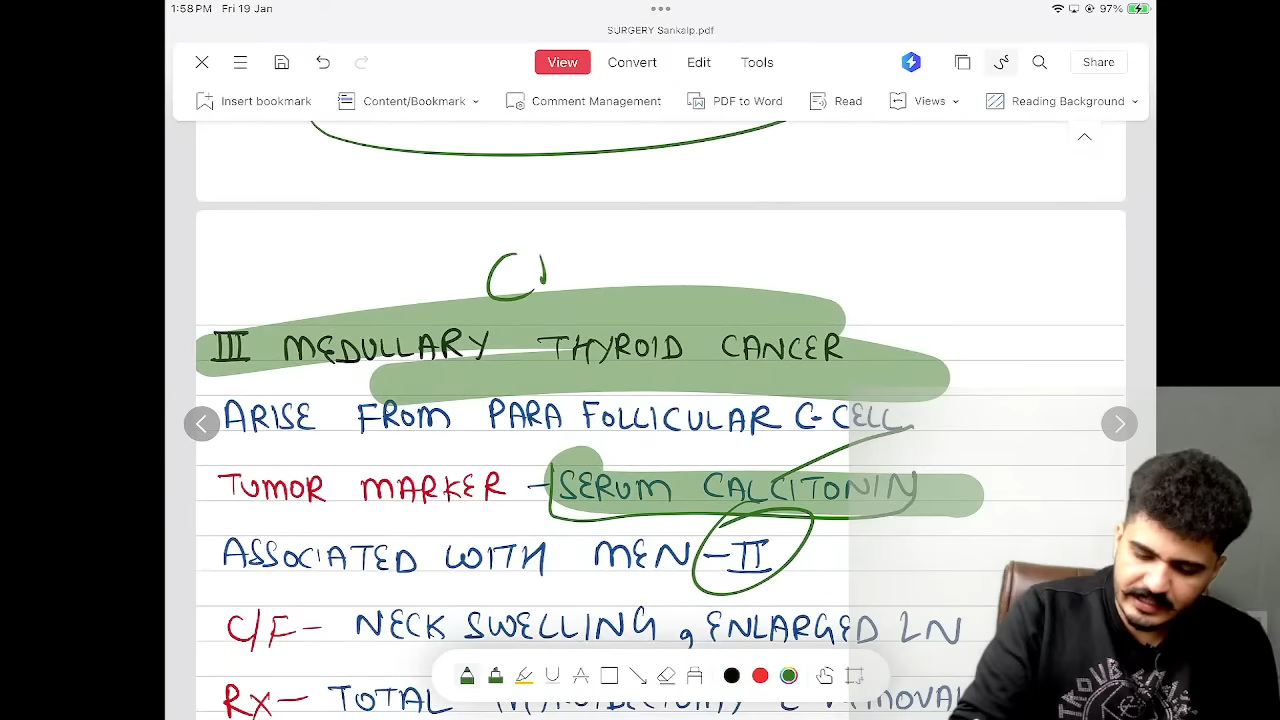 1:58 PM Fri 19 Jan
97%
SURGERY Sankalp.pdf
View Convert Edit Tools Share
Insert bookmark Content/Bookmark Comment Management PDF to Word Read Views Reading Background
III MEDULLARY THYROID CANCER
ARISE FROM PARA FOLLICULAR C-CELL
TUMOR MARKER - SERUM CALCITONIN
ASSOCIATED WITH MEN-II
C/F- NECK SWELLING, ENLARGED LN
RX- TOTAL